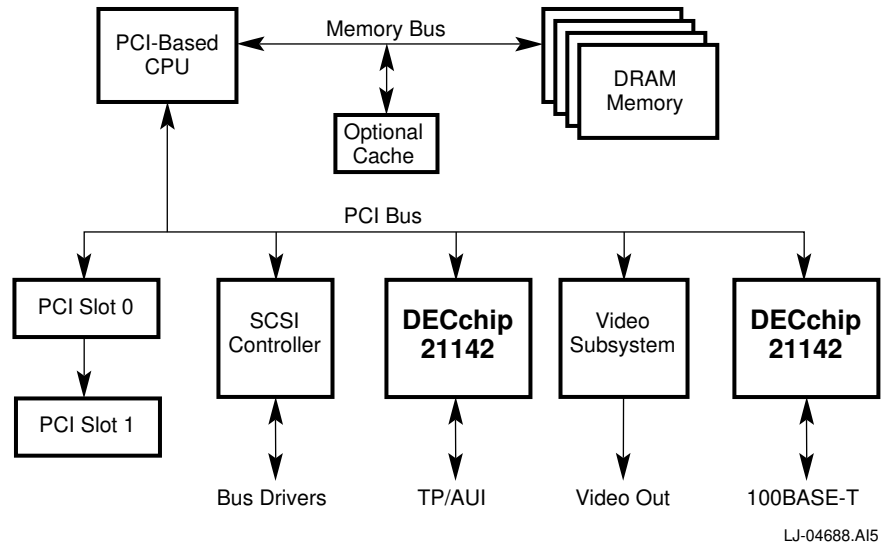 PCI-Based
CPU
Memory Bus
DRAM
Memory
Optional
Cache
PCI Bus
PCI Slot 0
PCI Slot 1
SCSI
Controller
DECchip
21142
Video
Subsystem
DECchip
21142
Bus Drivers
TP/AUI
Video Out
100BASE-T
LJ-04688.AI5